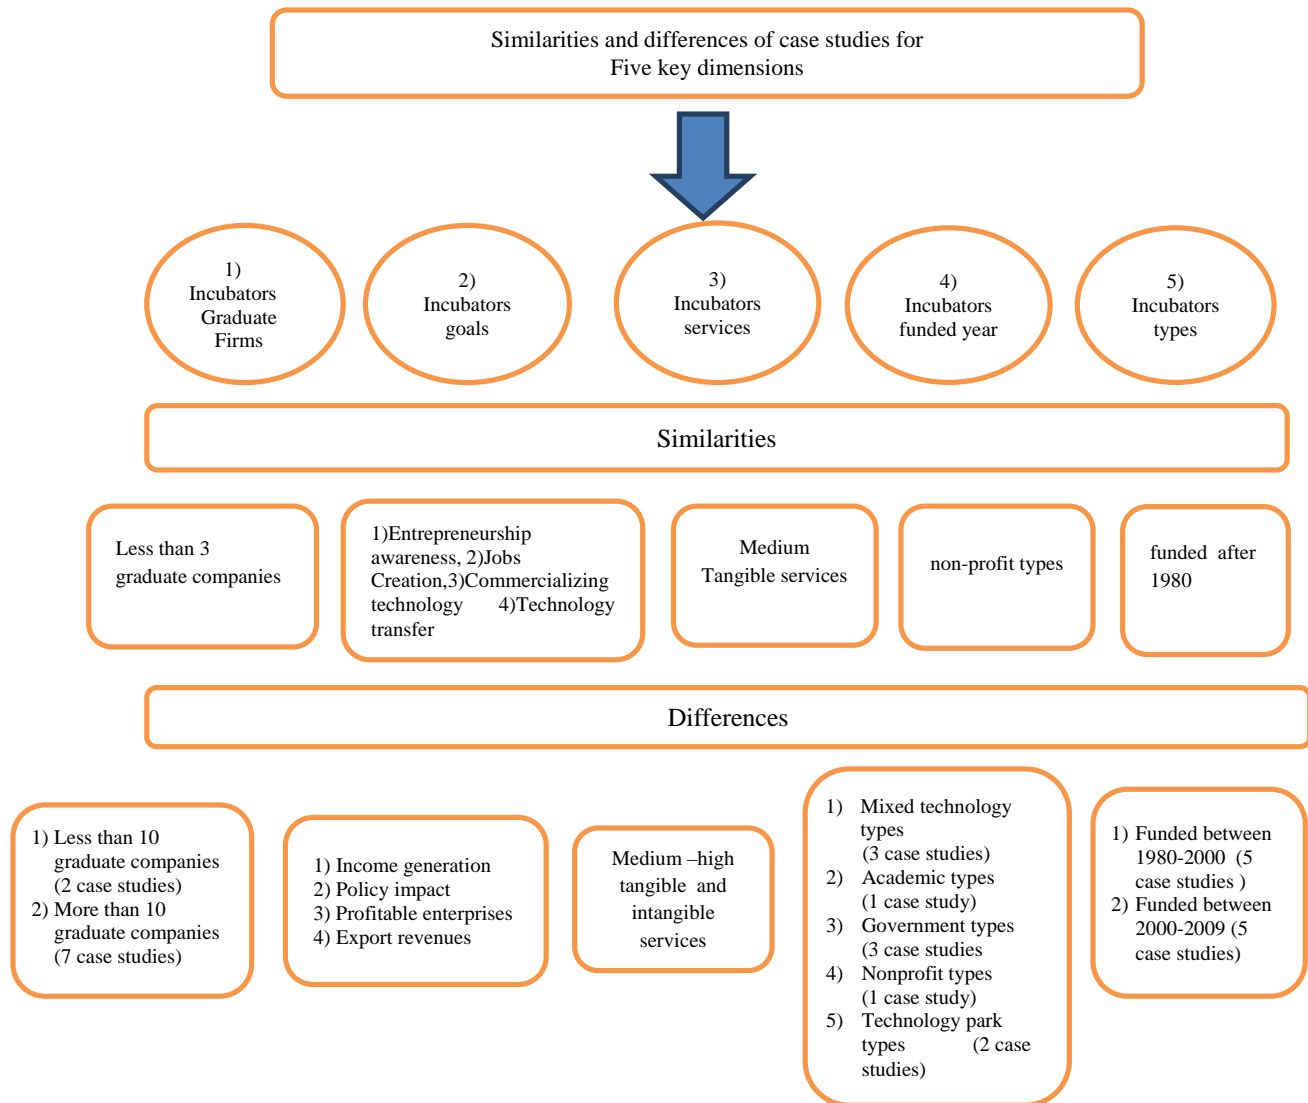 Similarities and differences of case studies for
Five key dimensions
1)
Incubators
Graduate
Firms
2)
Incubators
goals
3)
Incubators
services
4)
Incubators
funded year
5)
Incubators
types
Similarities
Less than 3
graduate companies
1)Entrepreneurship
awareness, 2)Jobs
Creation,3)Commercializing
technology 4)Technology
transfer
Medium
Tangible services
non-profit types
funded after
1980
Differences
1) Less than 10
graduate companies
(2 case studies)
2) More than 10
graduate companies
(7 case studies)
1) Income generation
2) Policy impact
3) Profitable enterprises
4) Export revenues
Medium –high
tangible and
intangible
services
1) Mixed technology
types
(3 case studies)
2) Academic types
(1 case study)
3) Government types
(3 case studies
4) Nonprofit types
(1 case study)
5) Technology park
types (2 case
studies)
1) Funded between
1980-2000 (5
case studies )
2) Funded between
2000-2009 (5
case studies)